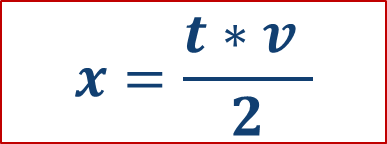 x = t * v / 2